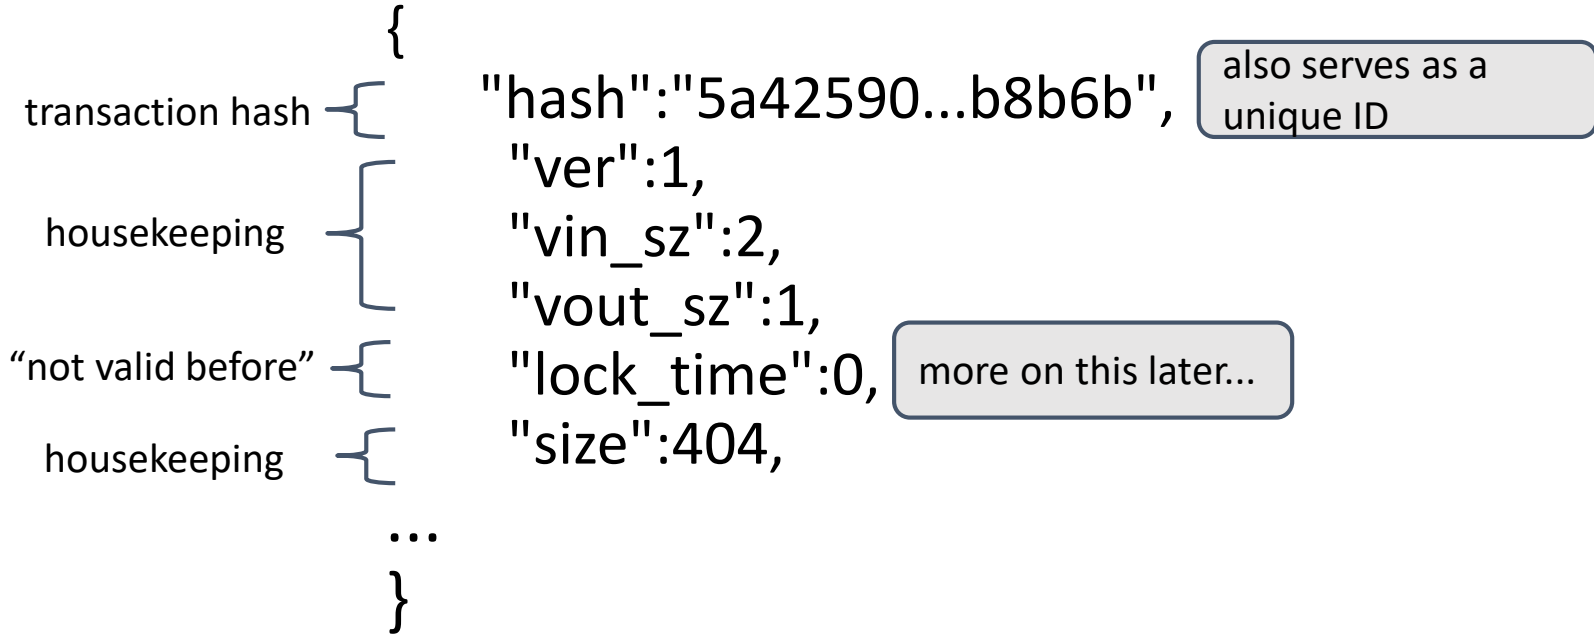 {
transaction hash
"hash":"5a42590...b8b6b",
also serves as a
unique ID
"ver":1,
housekeeping
"vin_sz":2,
"vout_sz":1,
“not valid before”
"lock_time":0,
more on this later...
housekeeping
"size":404,
...
}